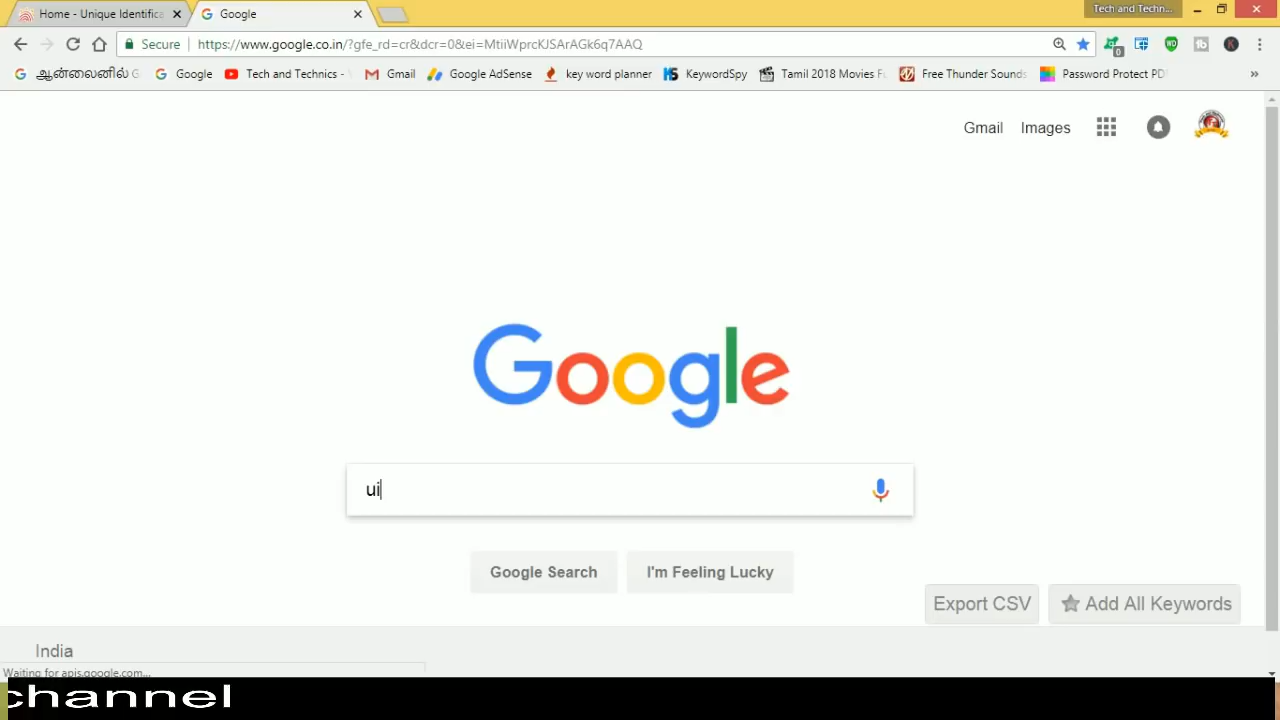 Home - Unique Identifica
Google
Tech and Techn...
Secure
https://www.google.co.in/?gfe_rd=cr&dcr=0&ei=MtiiWprcKJSArAGk6q7AAQ
0
ஆன்லைனில் G
Google
Tech and Technics -
Gmail
Google AdSense
key word planner
KeywordSpy
Tamil 2018 Movies Fu
Free Thunder Sounds
Password Protect PD
Gmail
Images
Google
ui
Google Search
I'm Feeling Lucky
Export CSV
Add All Keywords
India
Waiting for apis.google.com...
channel